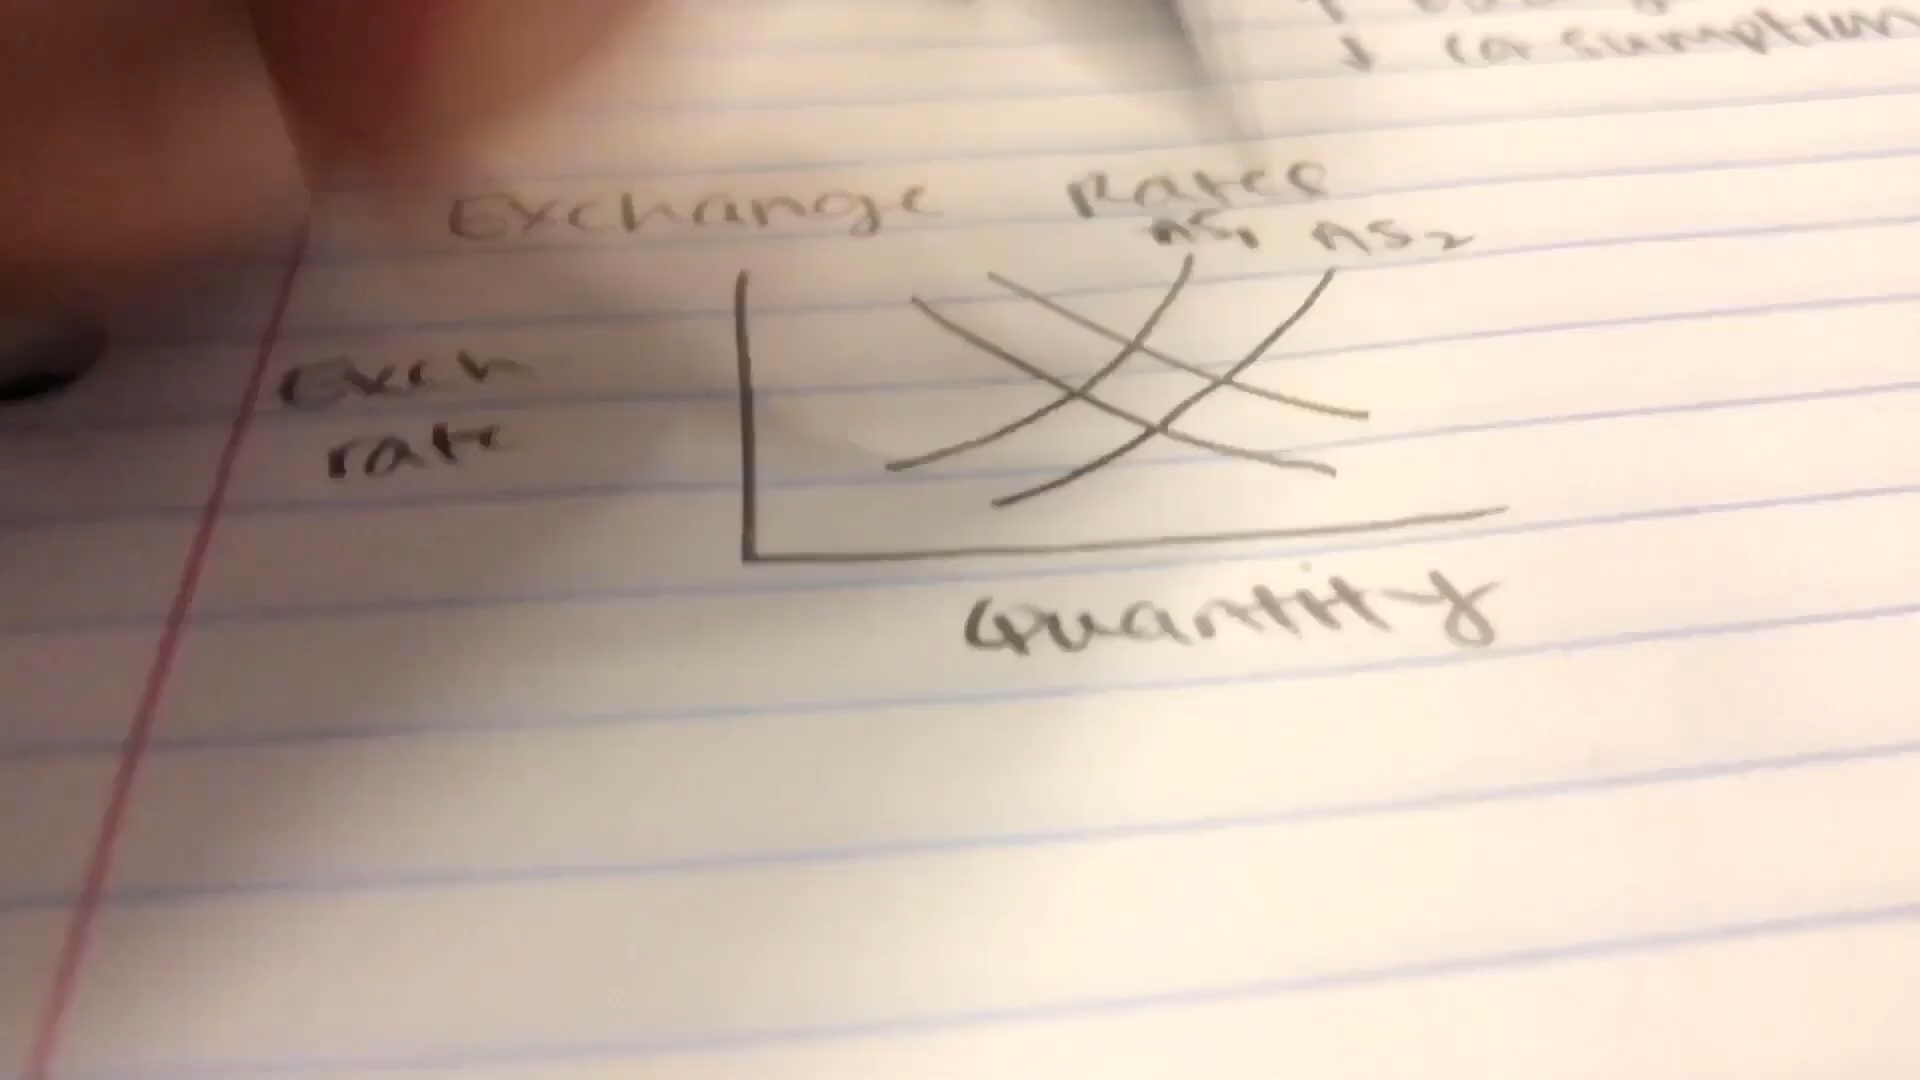 ↓ consumption
Exchange Rates
AS1 AS2
Exch
rate
Quantity